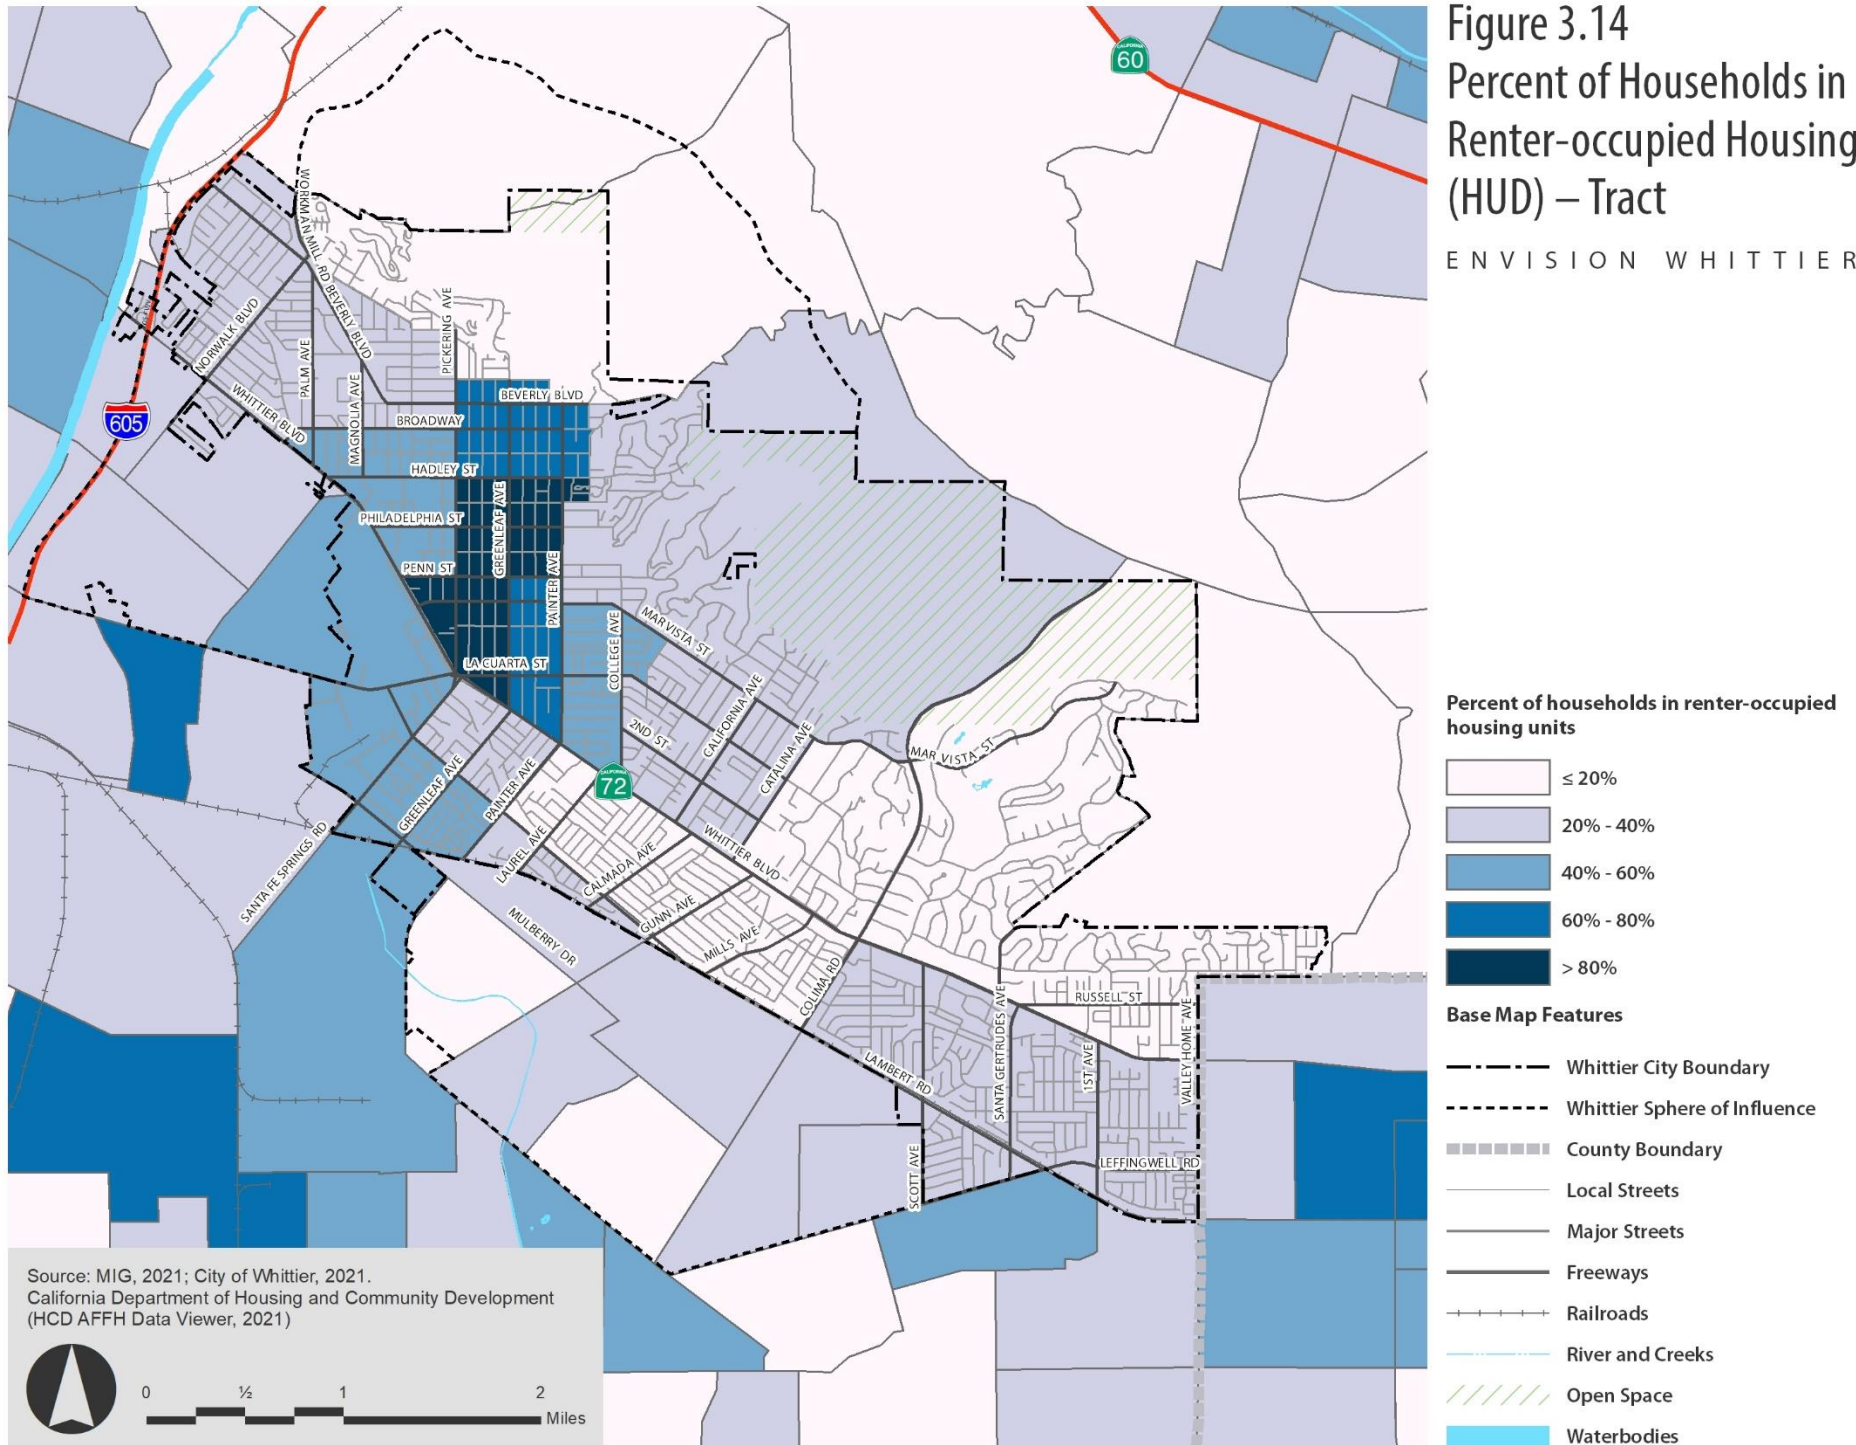 Figure 3.14
Percent of Households in
Renter-occupied Housing
(HUD) – Tract
ENVISION WHITTIER
CALIFORNIA
60
WORKMAN MILL RD
BEVERLY BLVD
PICKERING AVE
NORWALK BLVD
PALM AVE
MAGNOLIA AVE
WHITTIER BLVD
BEVERLY BLVD
BROADWAY
605
HADLEY ST
GREENLEAF AVE
PHILADELPHIA ST
PENN ST
PAINTER AVE
COLLEGE AVE
MAR VISTA ST
LA CUARTA ST
CALIFORNIA AVE
2ND ST
CATALINA AVE
MAR VISTA ST
CALIFORNIA
72
GREENLEAF AVE
PAINTER AVE
SANTA FE SPRINGS RD
LAUREL AVE
CALMADA AVE
WHITTIER BLVD
GUNN AVE
MILLS AVE
MULBERRY DR
COLIMA RD
RUSSELL ST
SANTA GERTRUDES AVE
1ST AVE
VALLEY HOME AVE
LAMBERT RD
SCOTT AVE
LEFFINGWELL RD
Percent of households in renter-occupied
housing units
≤ 20%
20% - 40%
40% - 60%
60% - 80%
> 80%
Base Map Features
Whittier City Boundary
Whittier Sphere of Influence
County Boundary
Local Streets
Major Streets
Freeways
Railroads
River and Creeks
Open Space
Waterbodies
Source: MIG, 2021; City of Whittier, 2021.
California Department of Housing and Community Development
(HCD AFFH Data Viewer, 2021)
0 ½ 1 2
Miles